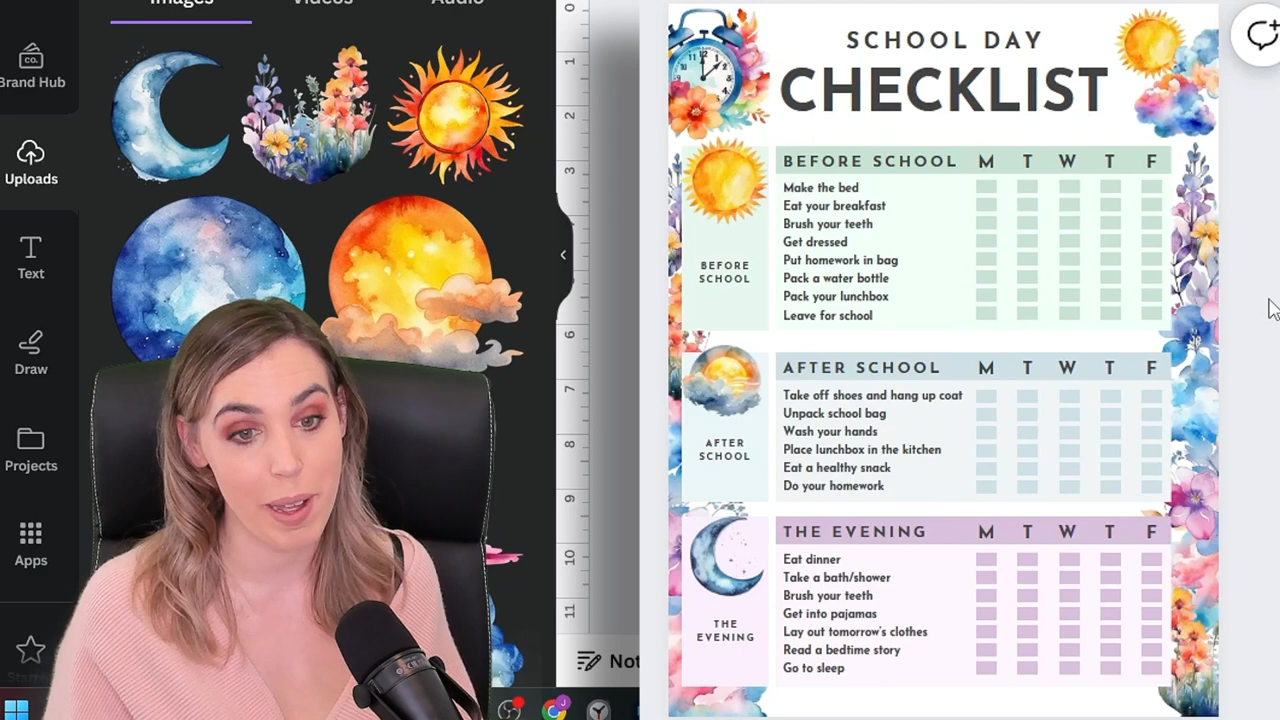 Images Videos Audio
co.
Brand Hub
Uploads
Text
Draw
Projects
Apps
0
1
2
3
6
7
8
9
10
11
SCHOOL DAY
CHECKLIST
BEFORE SCHOOL M T W T F
Make the bed
Eat your breakfast
Brush your teeth
Get dressed
Put homework in bag
Pack a water bottle
Pack your lunchbox
Leave for school
BEFORE
SCHOOL
AFTER SCHOOL M T W T F
Take off shoes and hang up coat
Unpack school bag
Wash your hands
Place lunchbox in the kitchen
Eat a healthy snack
Do your homework
AFTER
SCHOOL
THE EVENING M T W T F
Eat dinner
Take a bath/shower
Brush your teeth
Get into pajamas
Lay out tomorrow's clothes
Read a bedtime story
Go to sleep
THE
EVENING
Not
J